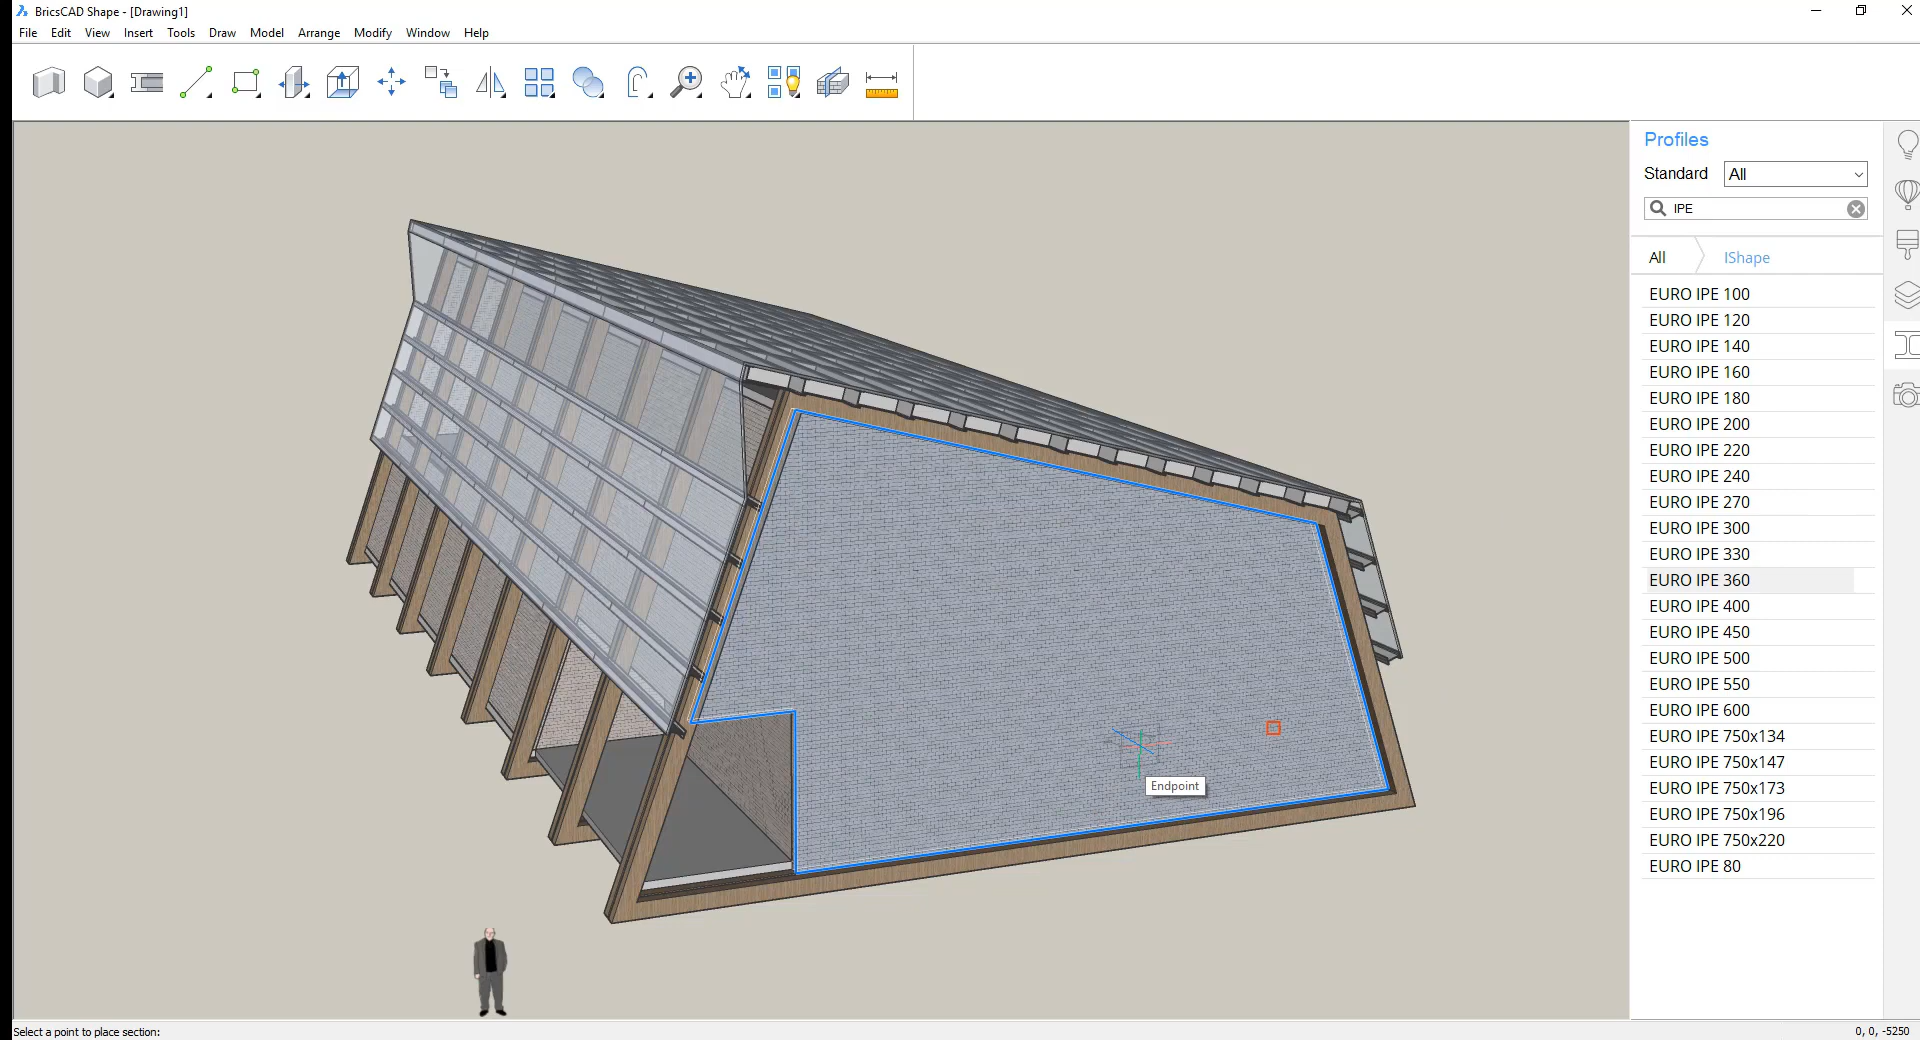 BricsCAD Shape - [Drawing1]
File Edit View Insert Tools Draw Model Arrange Modify Window Help
Profiles
Standard All
IPE
All IShape
EURO IPE 100
EURO IPE 120
EURO IPE 140
EURO IPE 160
EURO IPE 180
EURO IPE 200
EURO IPE 220
EURO IPE 240
EURO IPE 270
EURO IPE 300
EURO IPE 330
EURO IPE 360
EURO IPE 400
EURO IPE 450
EURO IPE 500
EURO IPE 550
EURO IPE 600
EURO IPE 750x134
EURO IPE 750x147
EURO IPE 750x173
EURO IPE 750x196
EURO IPE 750x220
EURO IPE 80
Endpoint
Select a point to place section:
0, 0, -5250